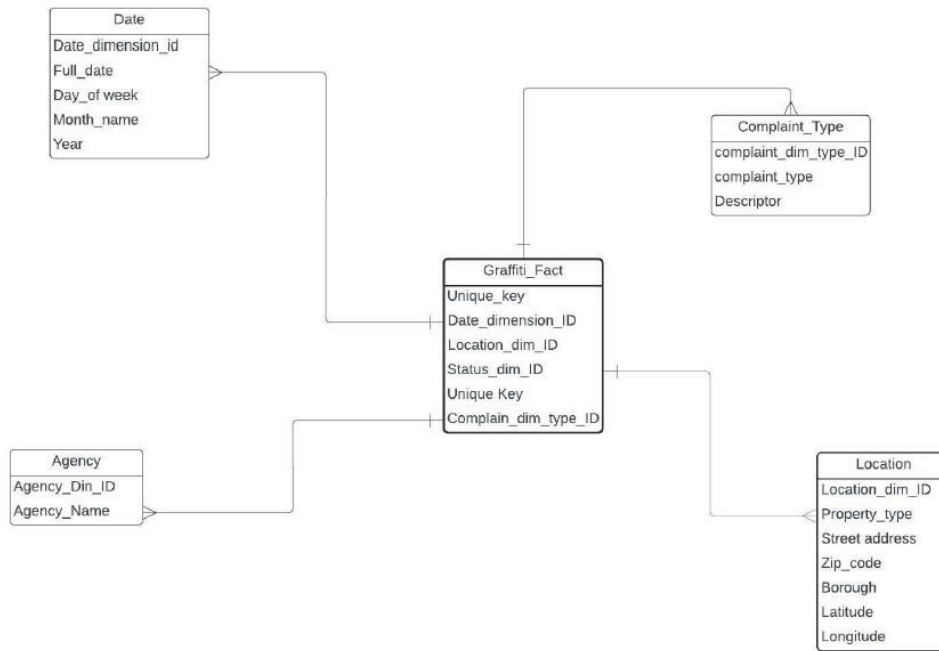 Date
Date_dimension_id
Full_date
Day_of week
Month_name
Year
Complaint_Type
complaint_dim_type_ID
complaint_type
Descriptor
Graffiti_Fact
Unique_key
Date_dimension_ID
Location_dim_ID
Status_dim_ID
Unique Key
Complain_dim_type_ID
Agency
Agency_Din_ID
Agency_Name
Location
Location_dim_ID
Property_type
Street address
Zip_code
Borough
Latitude
Longitude